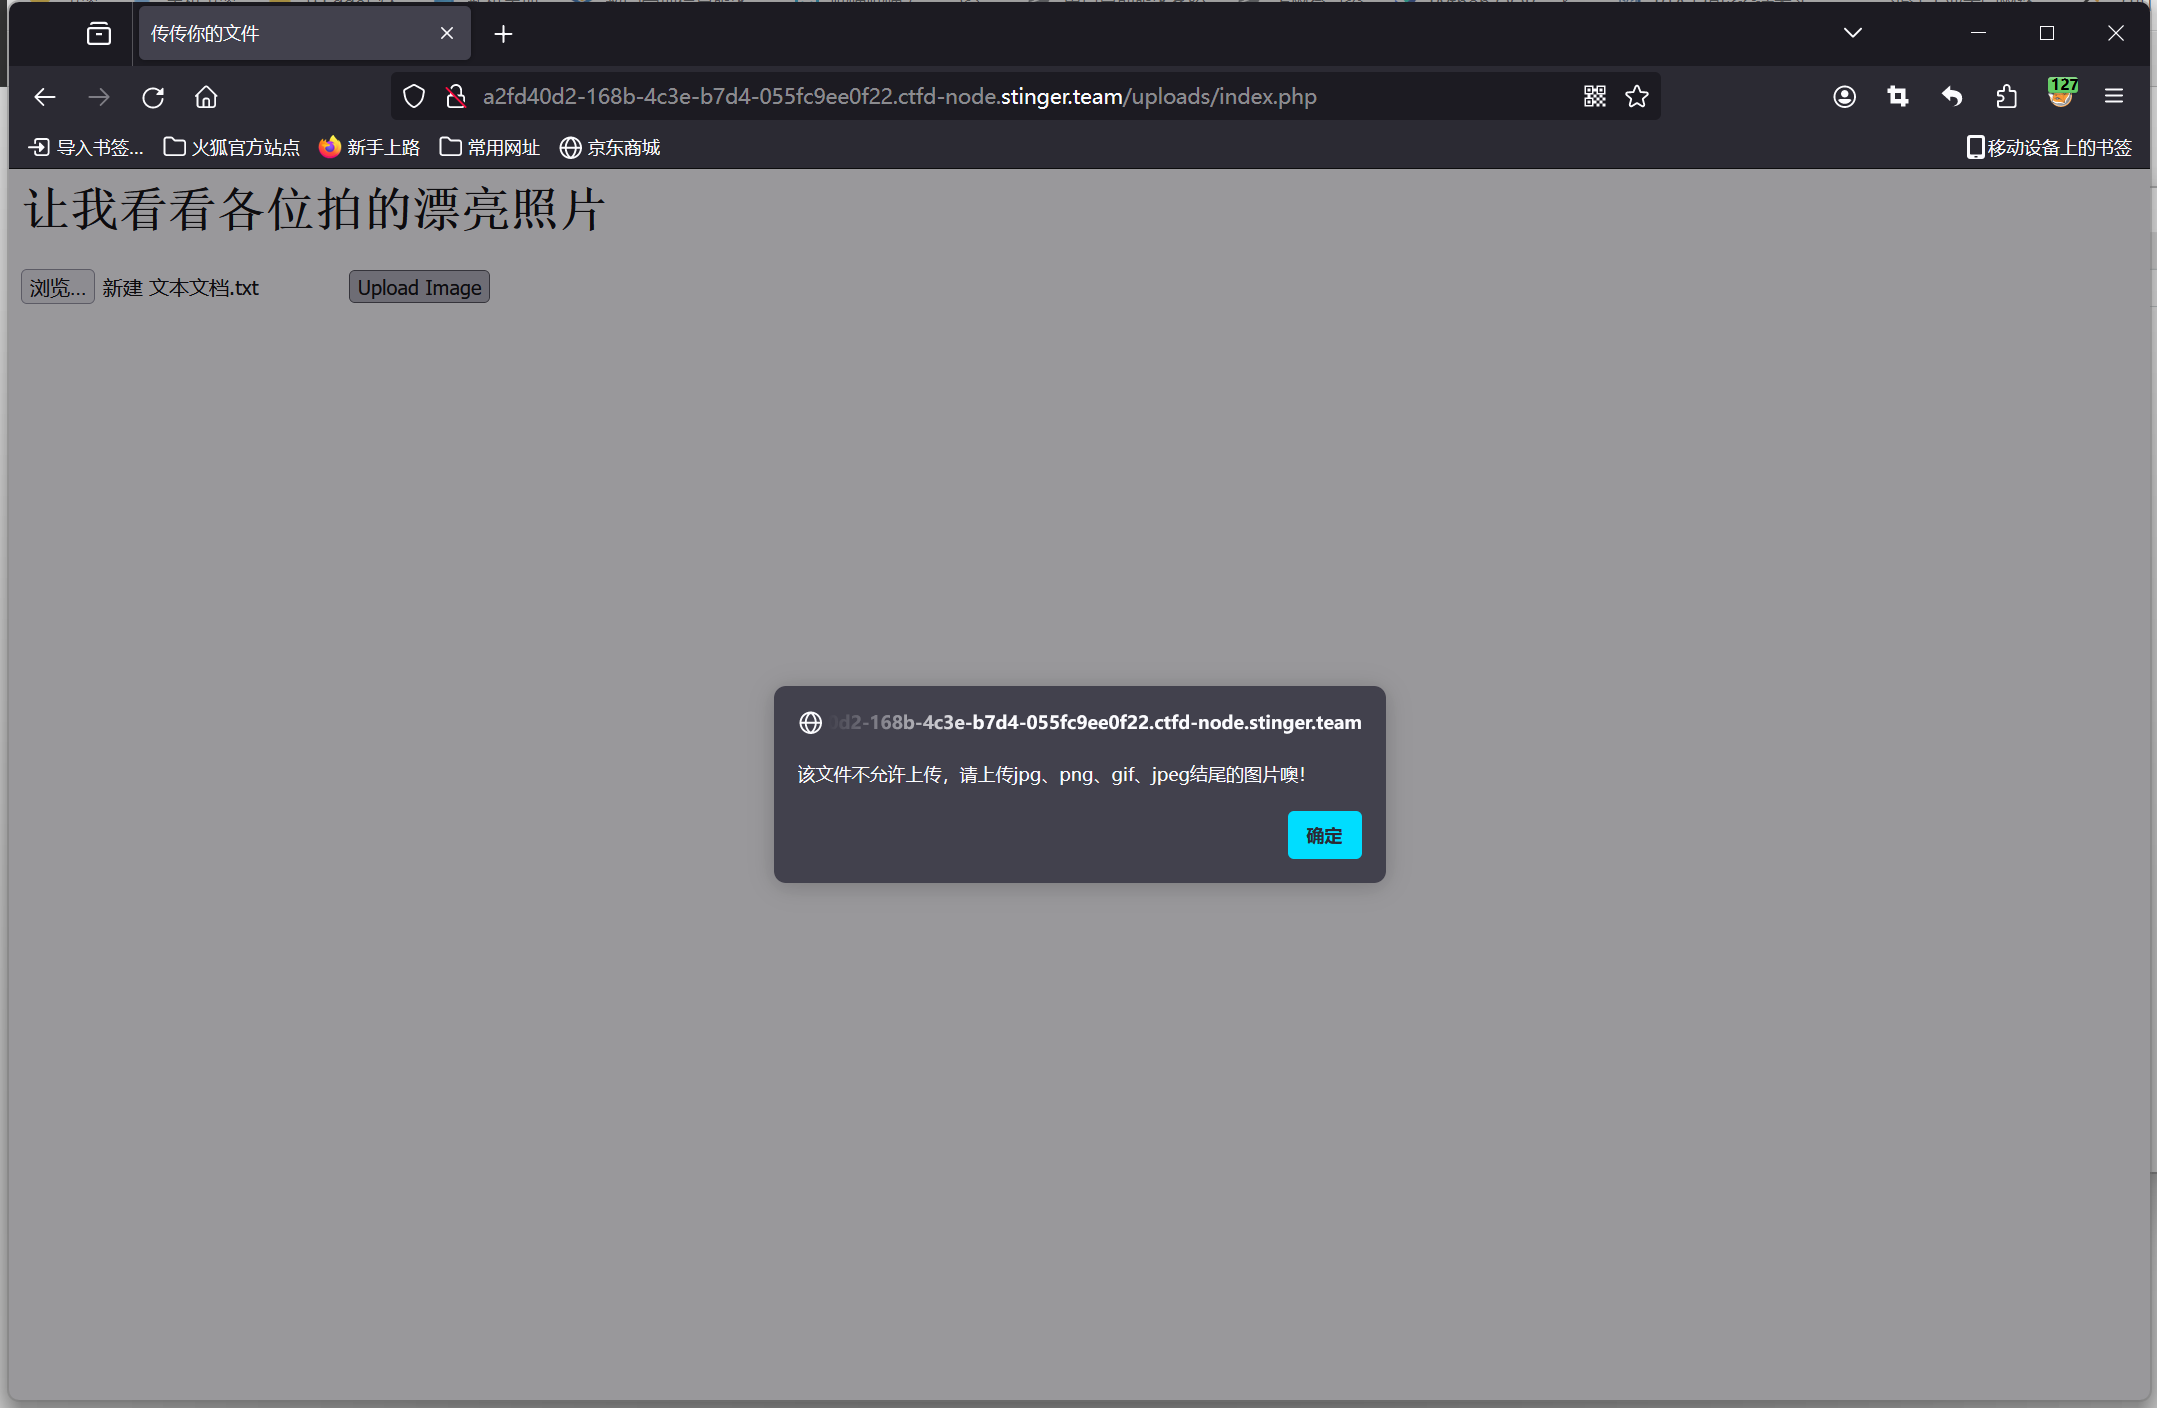 传传你的文件
a2fd40d2-168b-4c3e-b7d4-055fc9ee0f22.ctfd-node.stinger.team/uploads/index.php
127
导入书签... 火狐官方站点 新手上路 常用网址 京东商城 移动设备上的书签
让我看看各位拍的漂亮照片
浏览... 新建 文本文档.txt Upload Image
d2-168b-4c3e-b7d4-055fc9ee0f22.ctfd-node.stinger.team
该文件不允许上传，请上传jpg、png、gif、jpeg结尾的图片噢！
确定